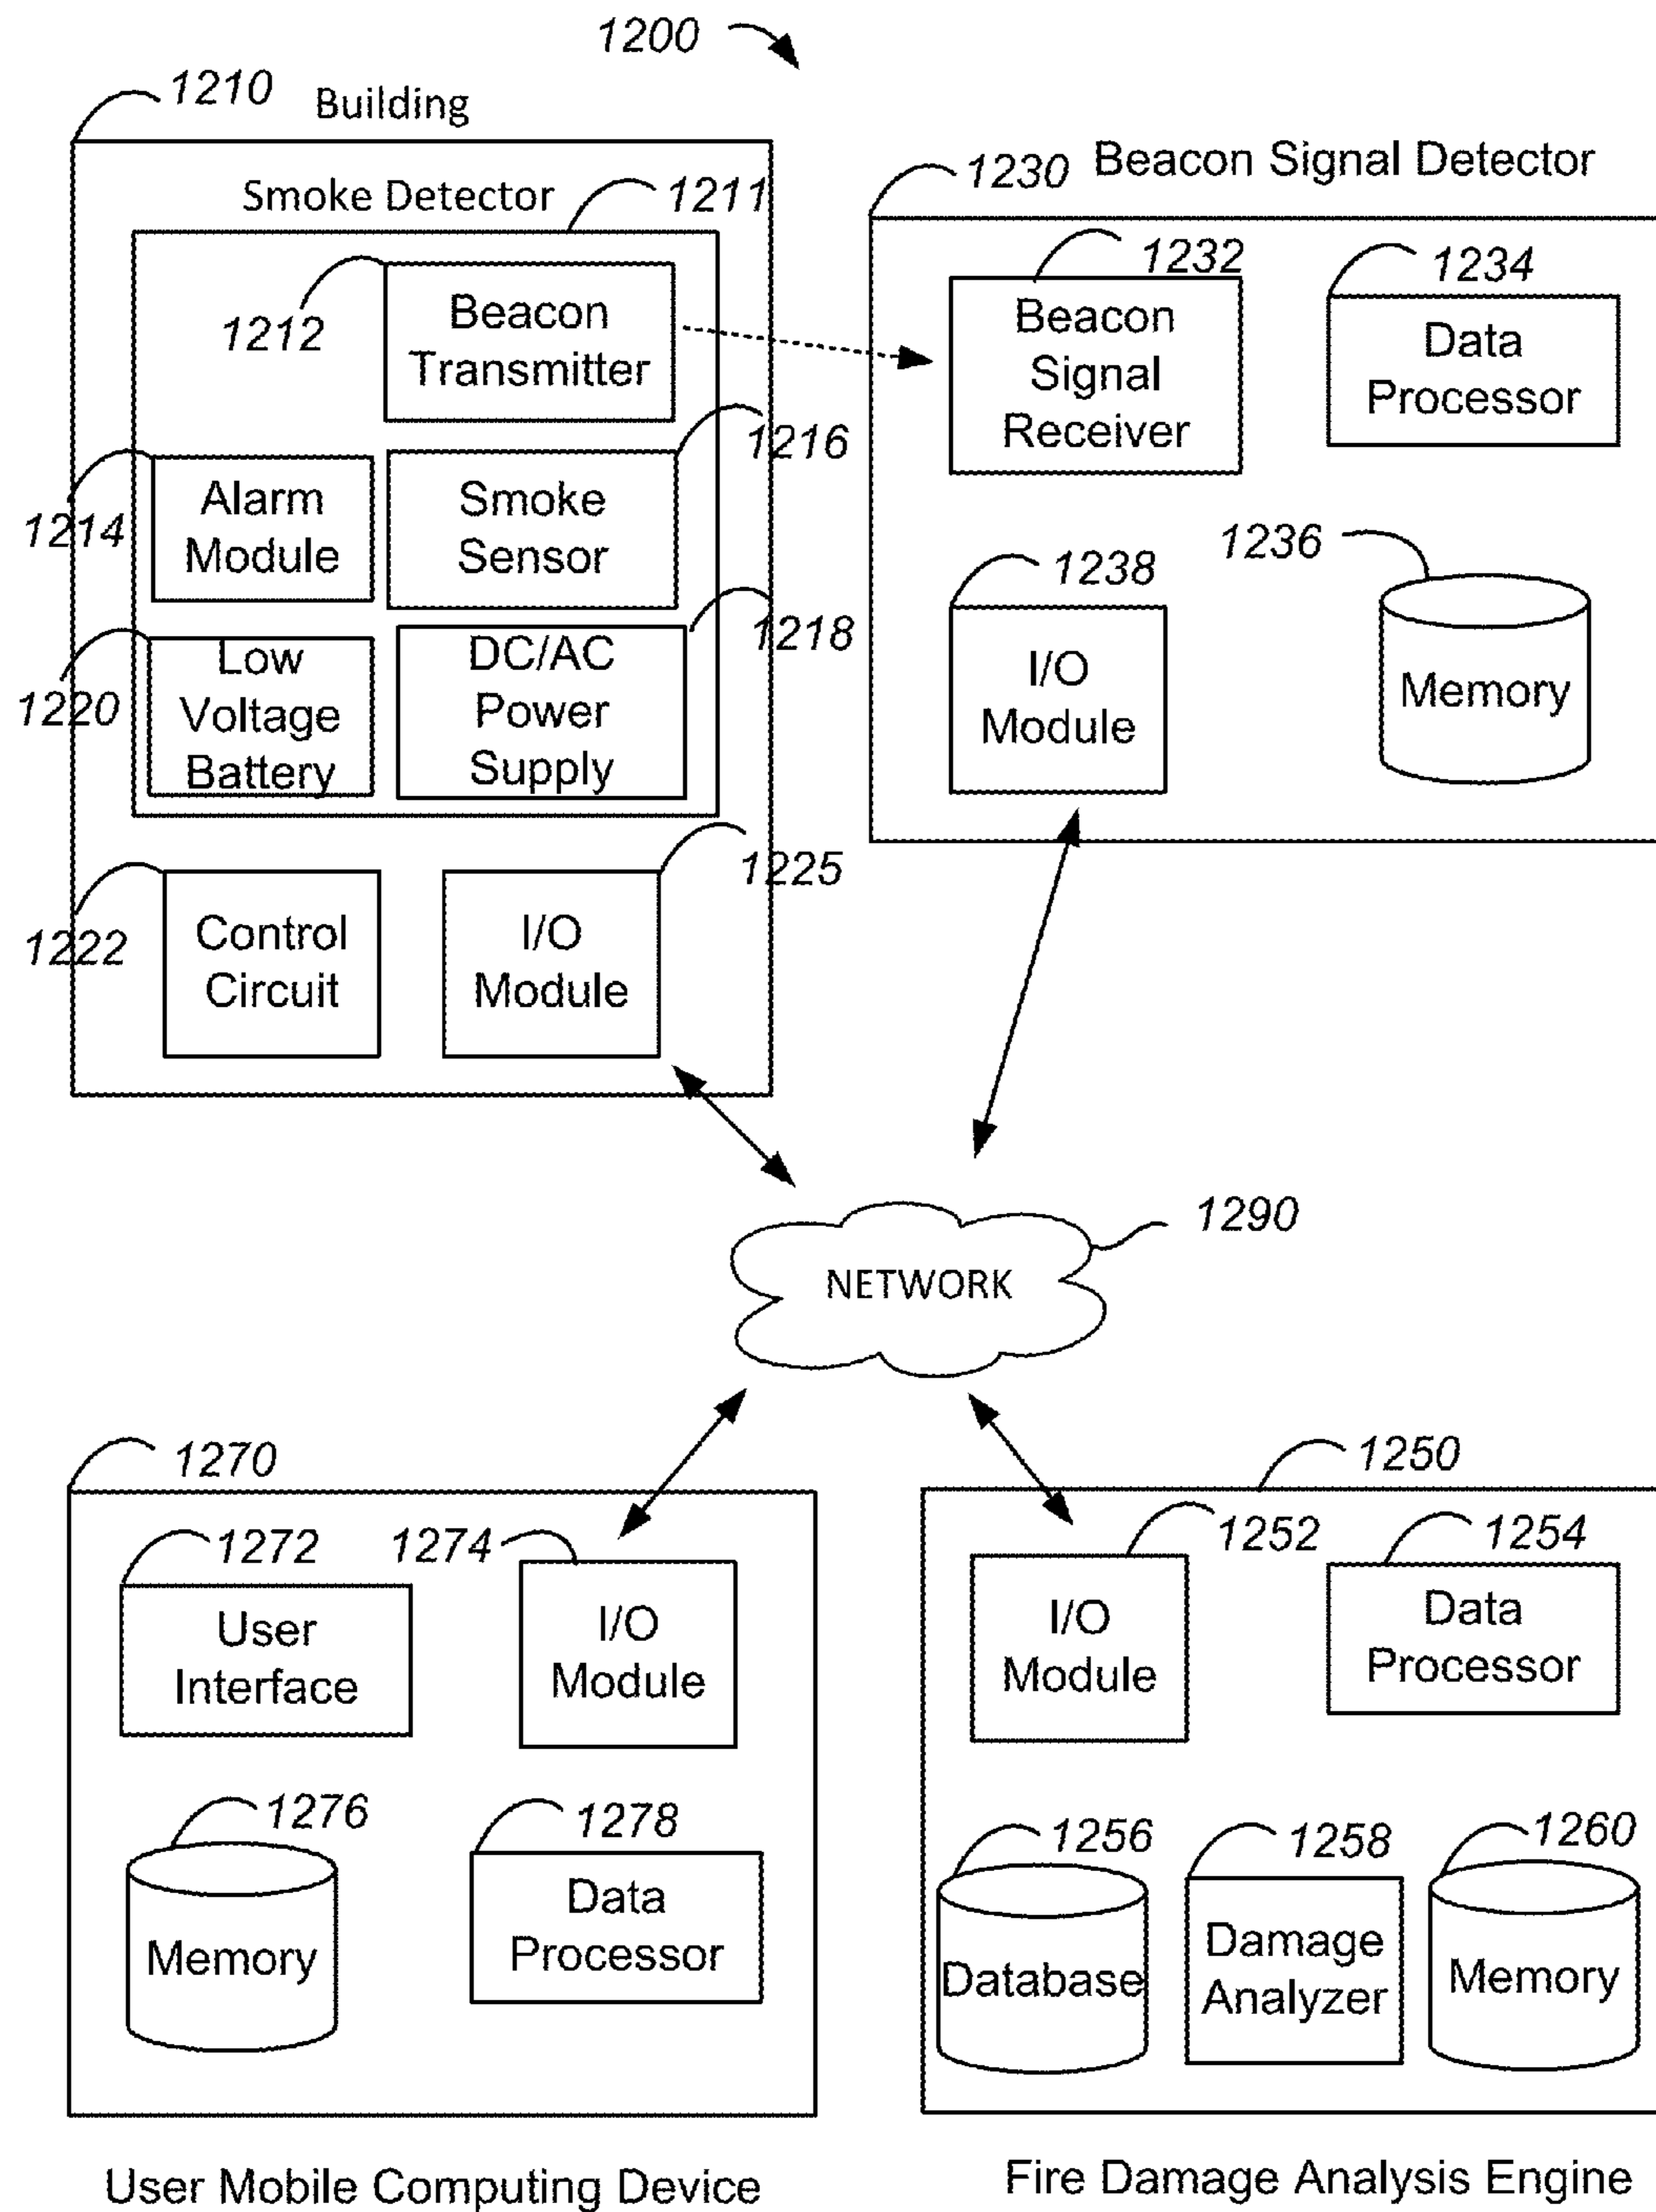 1200
1210
Building
Smoke Detector
1211
1212
Beacon
Transmitter
1214
Alarm
Module
1216
Smoke
Sensor
1220
Low
Voltage
Battery
1218
DC/AC
Power
Supply
1222
Control
Circuit
1225
I/O
Module
1230
Beacon Signal Detector
1232
Beacon
Signal
Receiver
1234
Data
Processor
1238
I/O
Module
1236
Memory
1290
NETWORK
1270
1272
User
Interface
1274
I/O
Module
1276
Memory
1278
Data
Processor
User Mobile Computing Device
1250
1252
I/O
Module
1254
Data
Processor
1256
Database
1258
Damage
Analyzer
1260
Memory
Fire Damage Analysis Engine